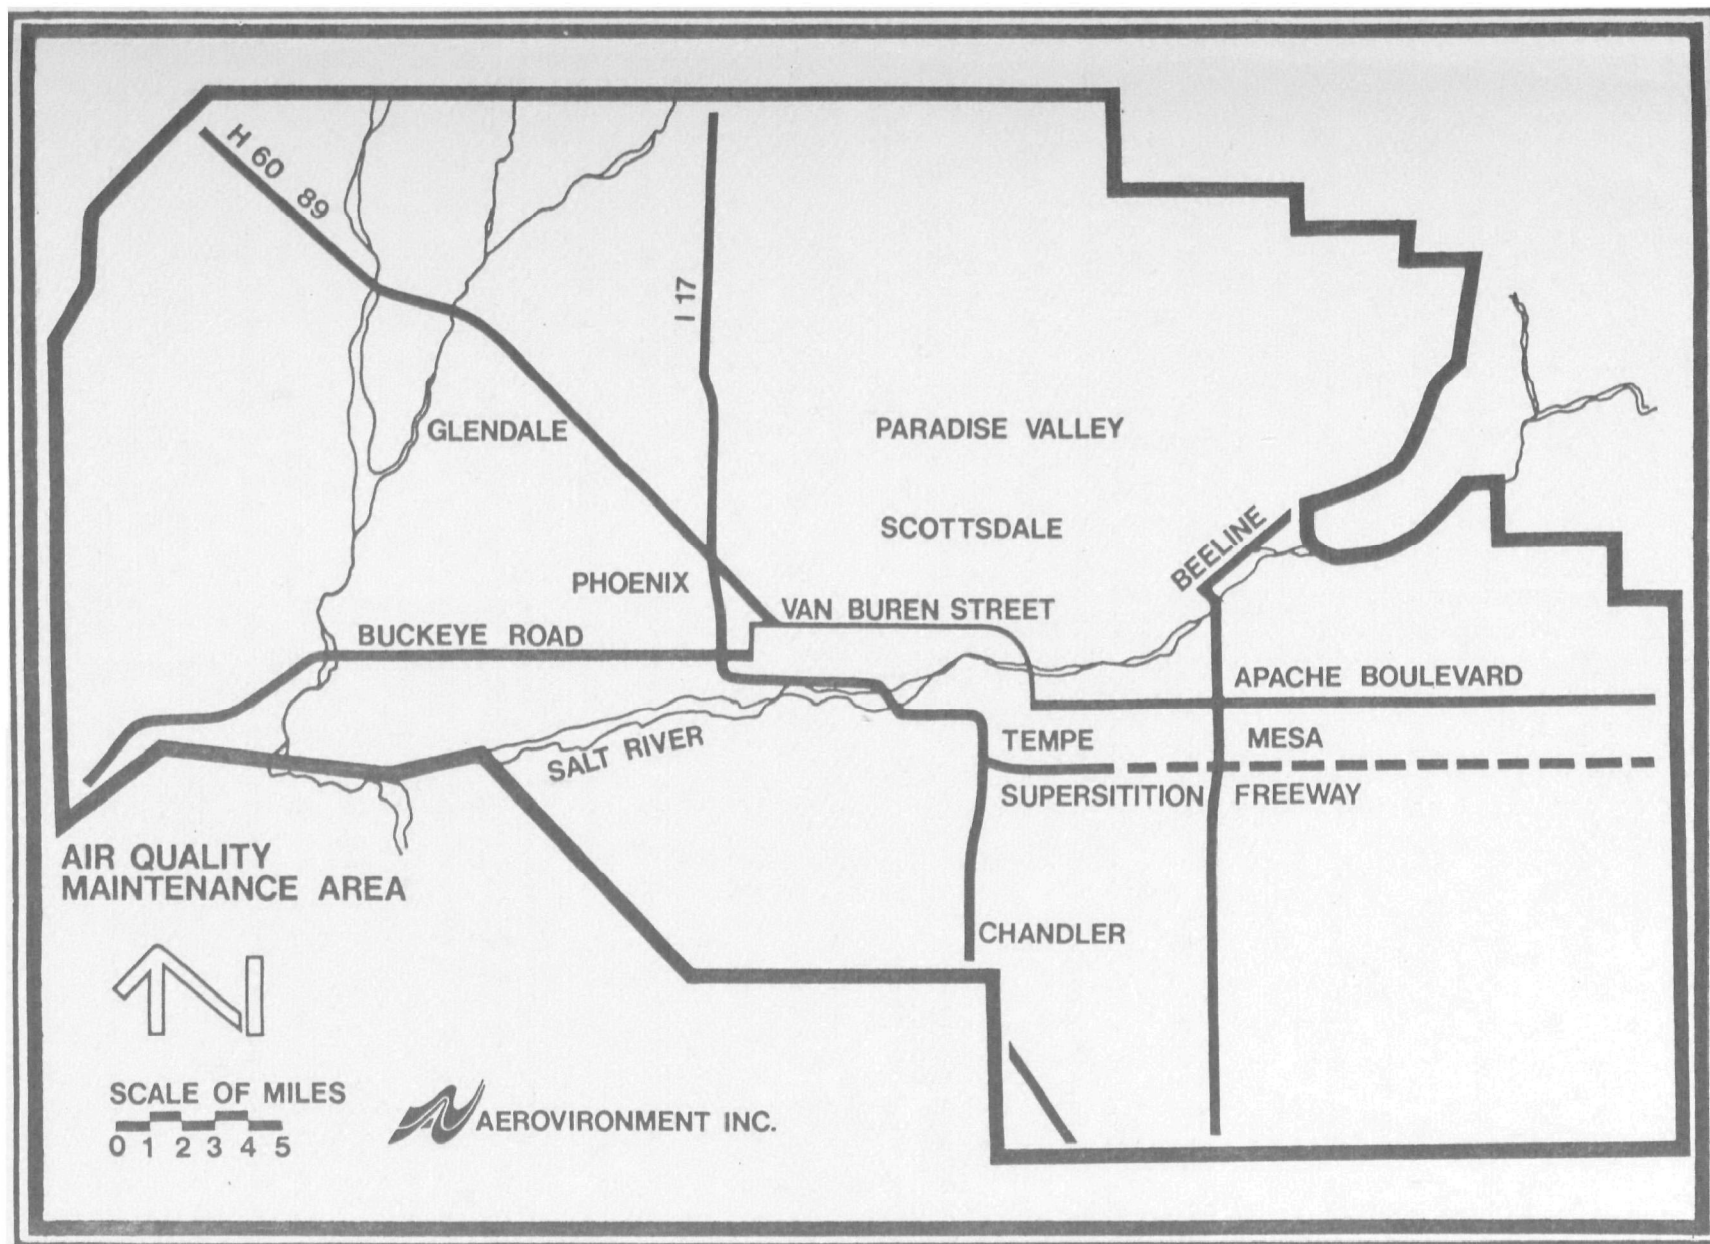 H 60 89
I 17
GLENDALE
PARADISE VALLEY
SCOTTSDALE
BEELINE
PHOENIX
VAN BUREN STREET
BUCKEYE ROAD
APACHE BOULEVARD
SALT RIVER
TEMPE
MESA
SUPERSITITION FREEWAY
AIR QUALITY
MAINTENANCE AREA
CHANDLER
N
SCALE OF MILES
0 1 2 3 4 5
AEROVIRONMENT INC.